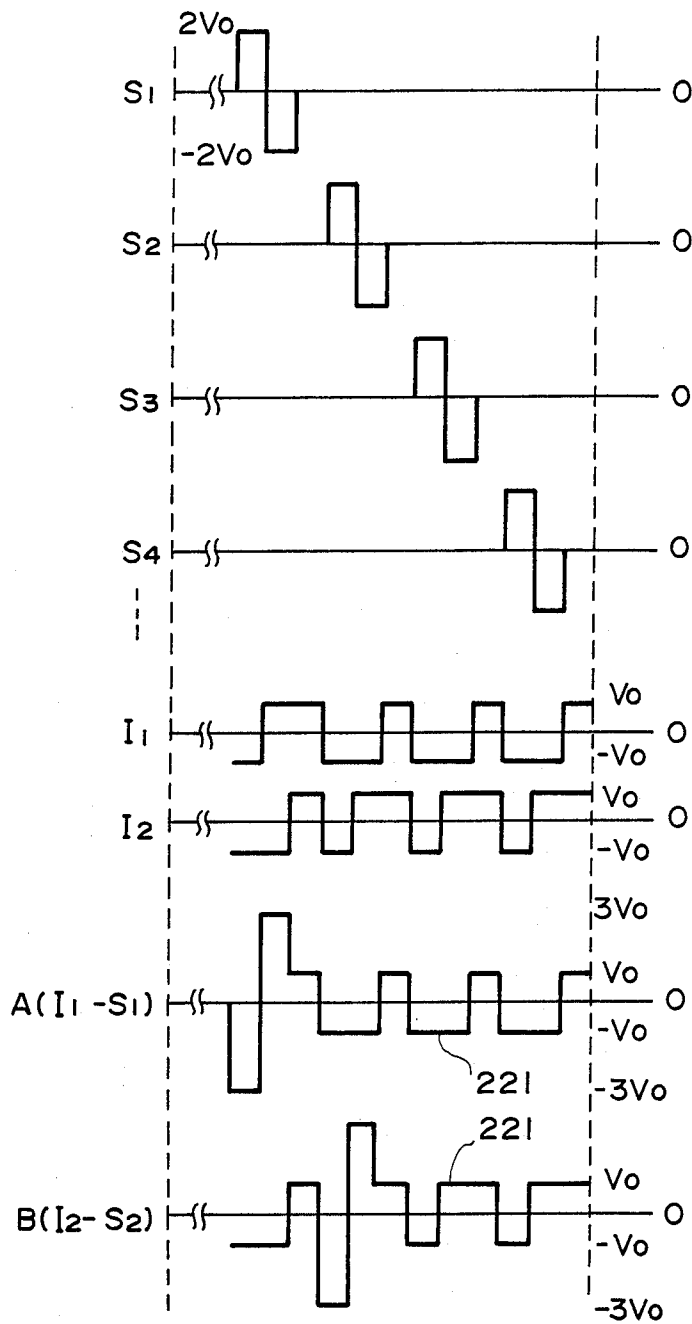 2Vo
S1 0
-2Vo
S2 0
S3 0
S4 0
Vo
I1 0
-Vo
Vo
I2 0
-Vo
3Vo
Vo
A(I1-S1) 0
-Vo
221
-3Vo
221
Vo
B(I2-S2) 0
-Vo
-3Vo